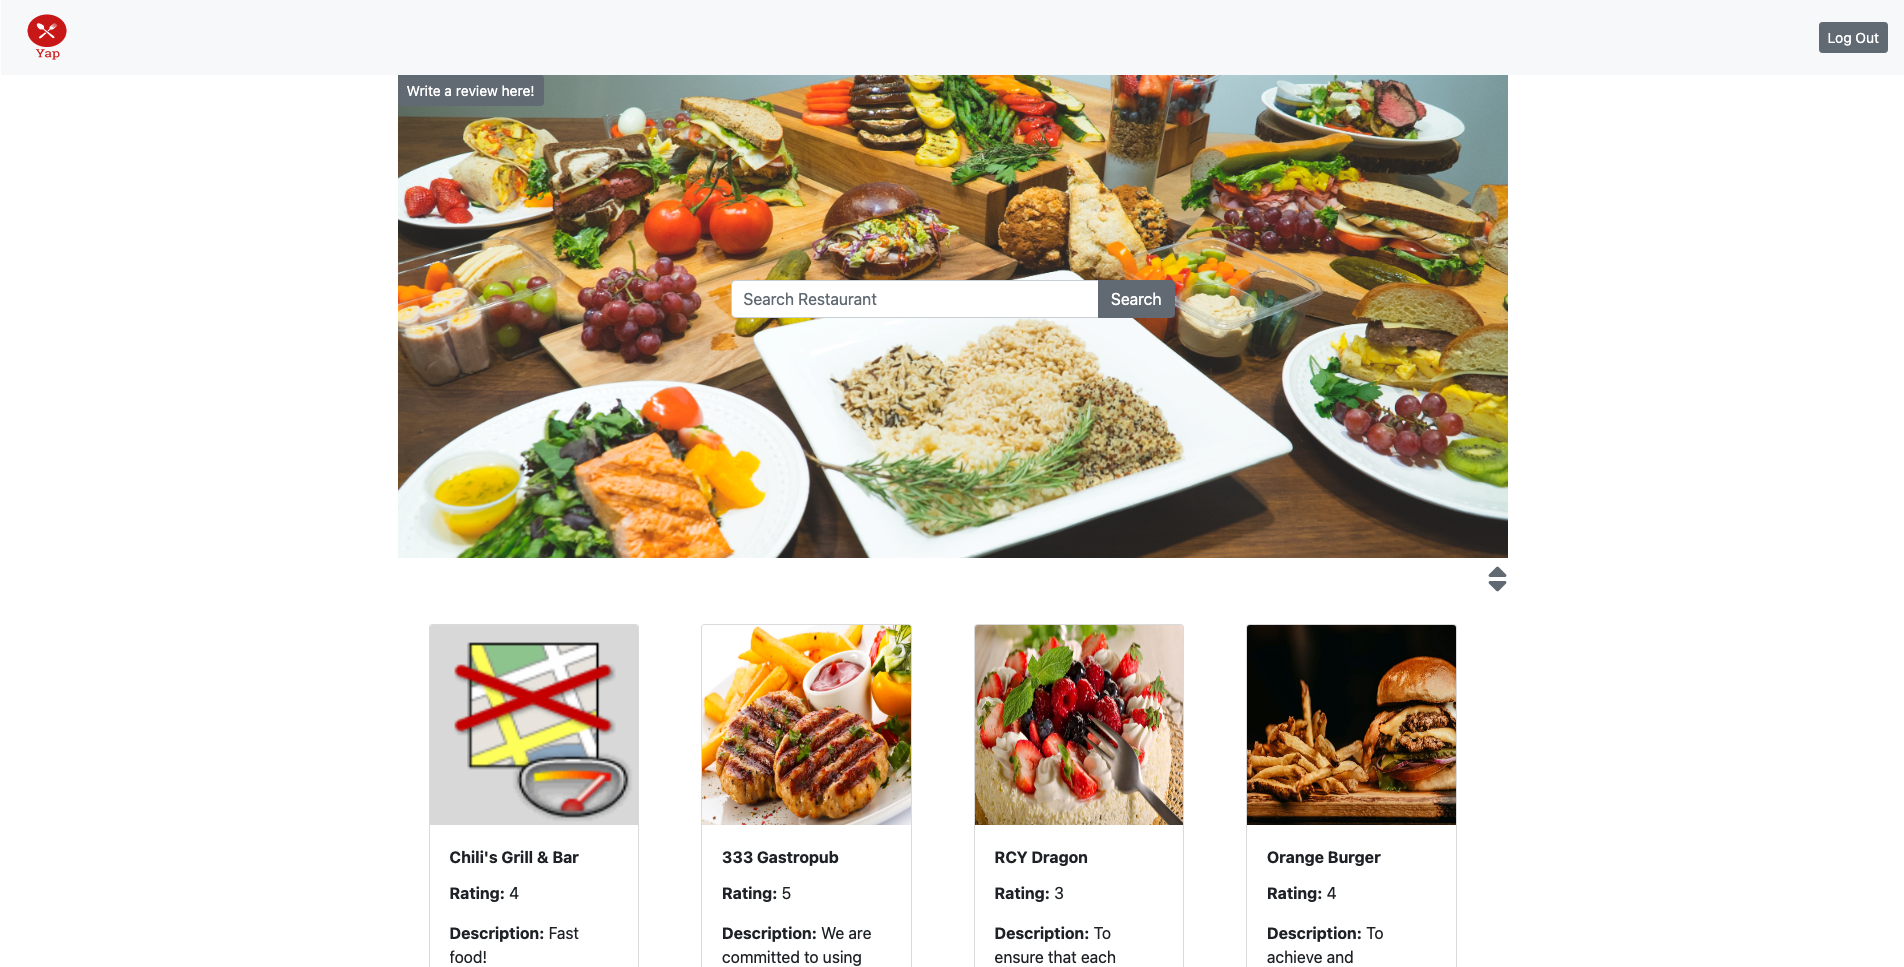 Yap
Log Out
Write a review here!
Search Restaurant
Search
Chili's Grill & Bar
Rating: 4
Description: Fast
food!
333 Gastropub
Rating: 5
Description: We are
committed to using
RCY Dragon
Rating: 3
Description: To
ensure that each
Orange Burger
Rating: 4
Description: To
achieve and